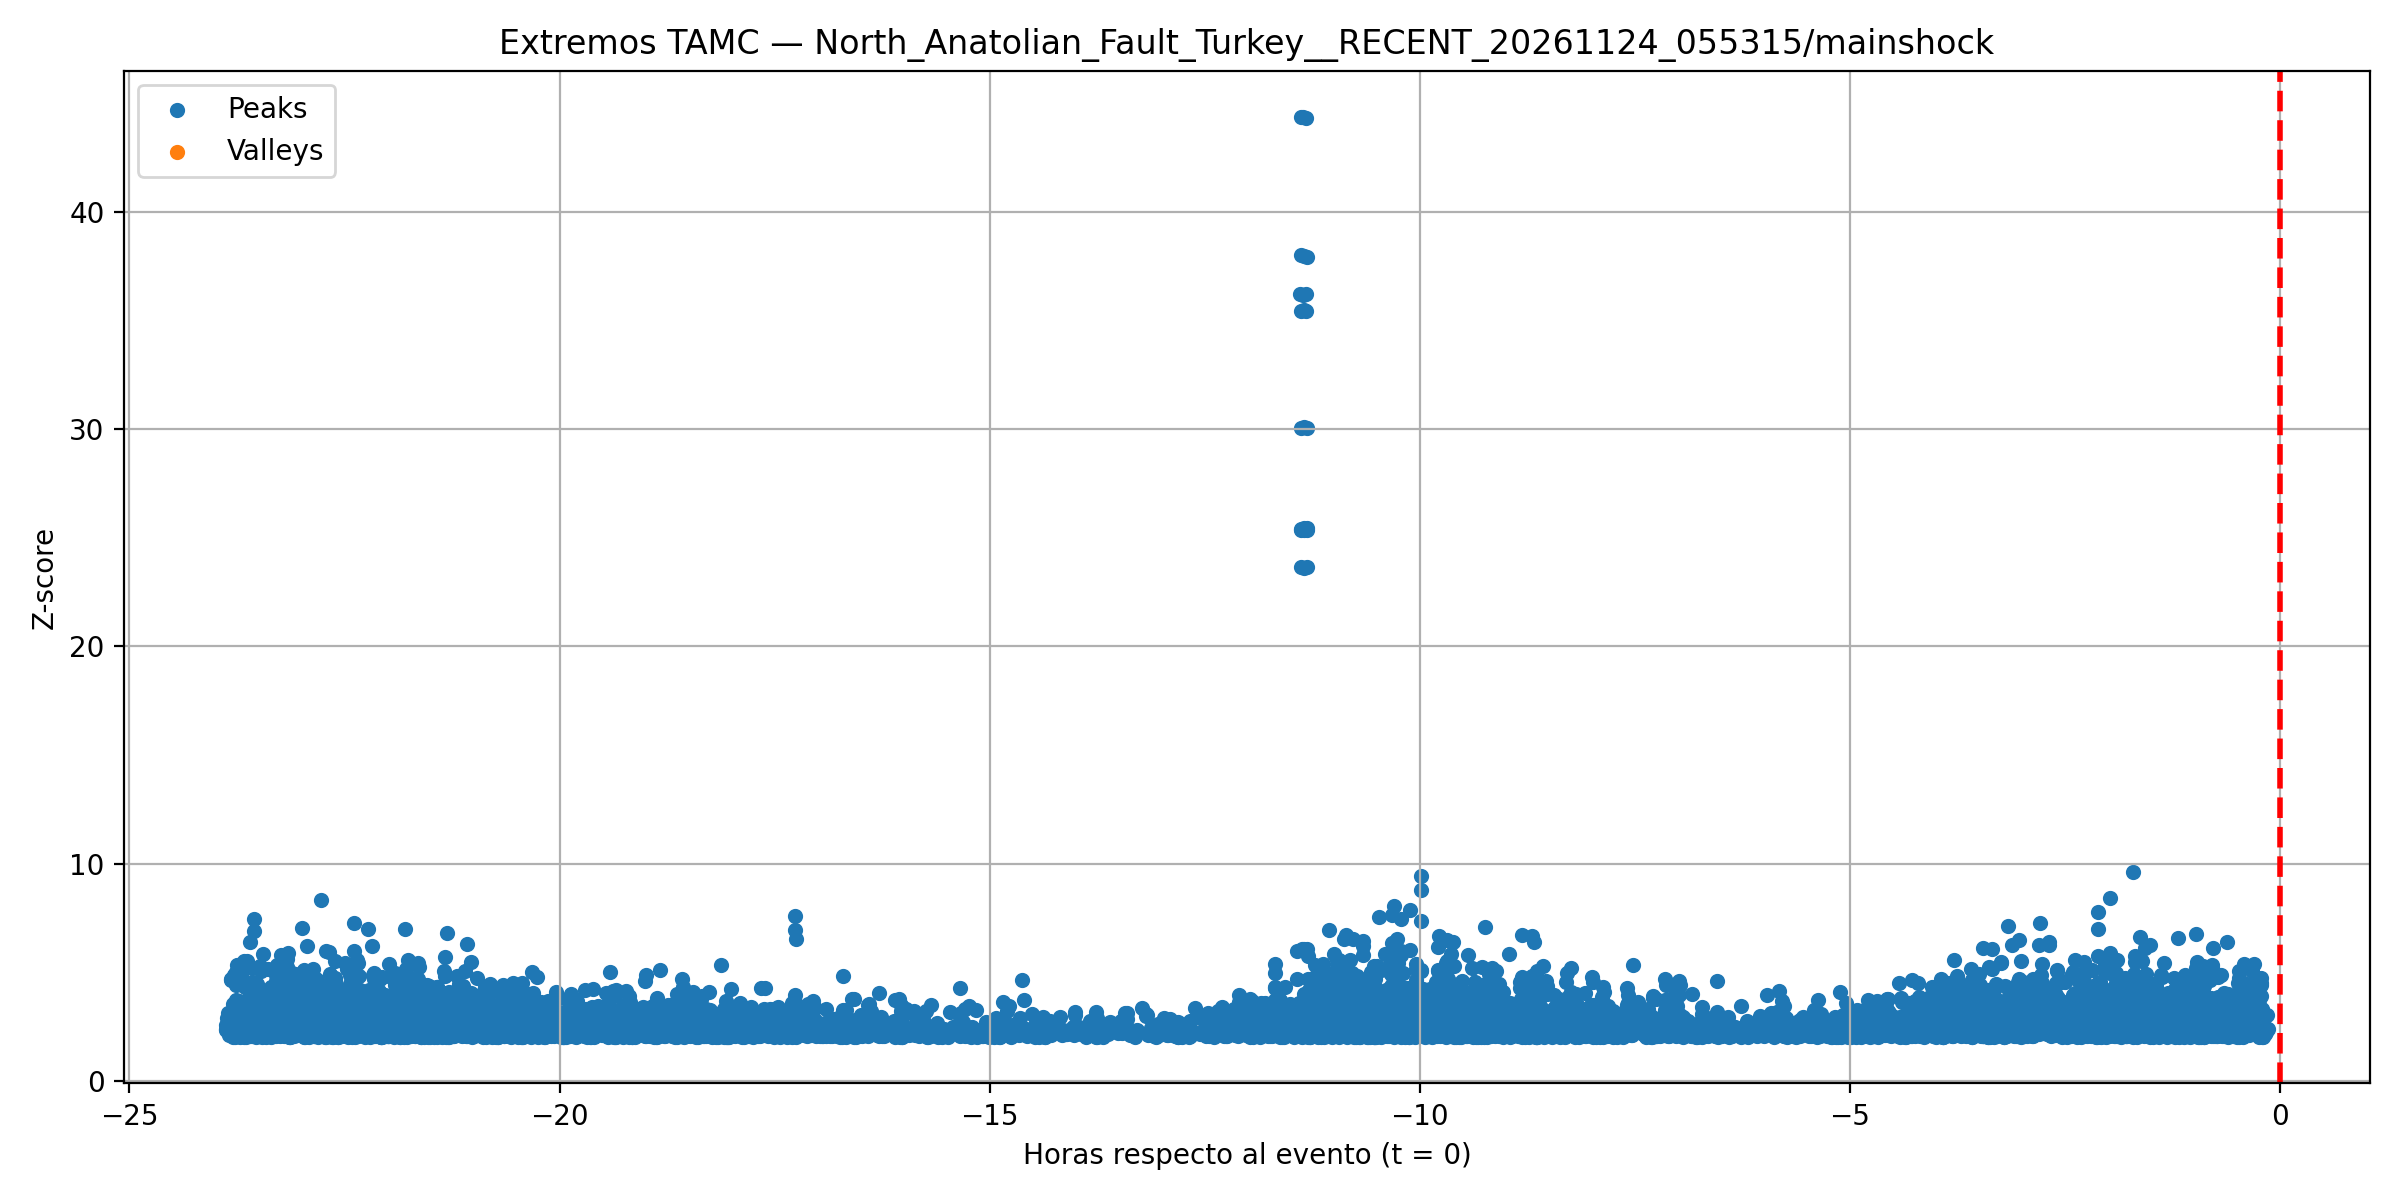 Extremos TAMC — North_Anatolian_Fault_Turkey__RECENT_20261124_055315/mainshock
Peaks
Valleys
Z-score
40
30
20
10
0
−25
−20
−15
−10
−5
0
Horas respecto al evento (t = 0)